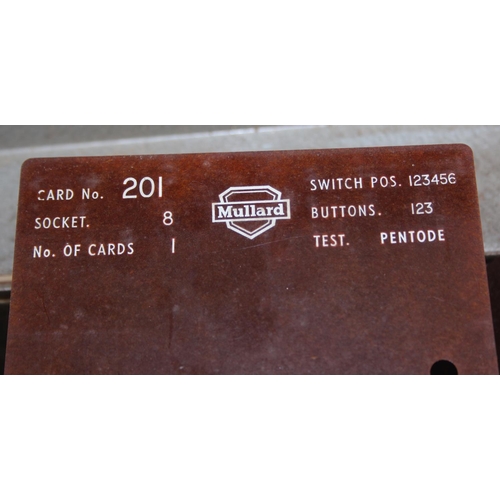 CARD No. 201
SOCKET. 8
No. OF CARDS 1
Mullard
SWITCH POS. 123456
BUTTONS. 123
TEST. PENTODE